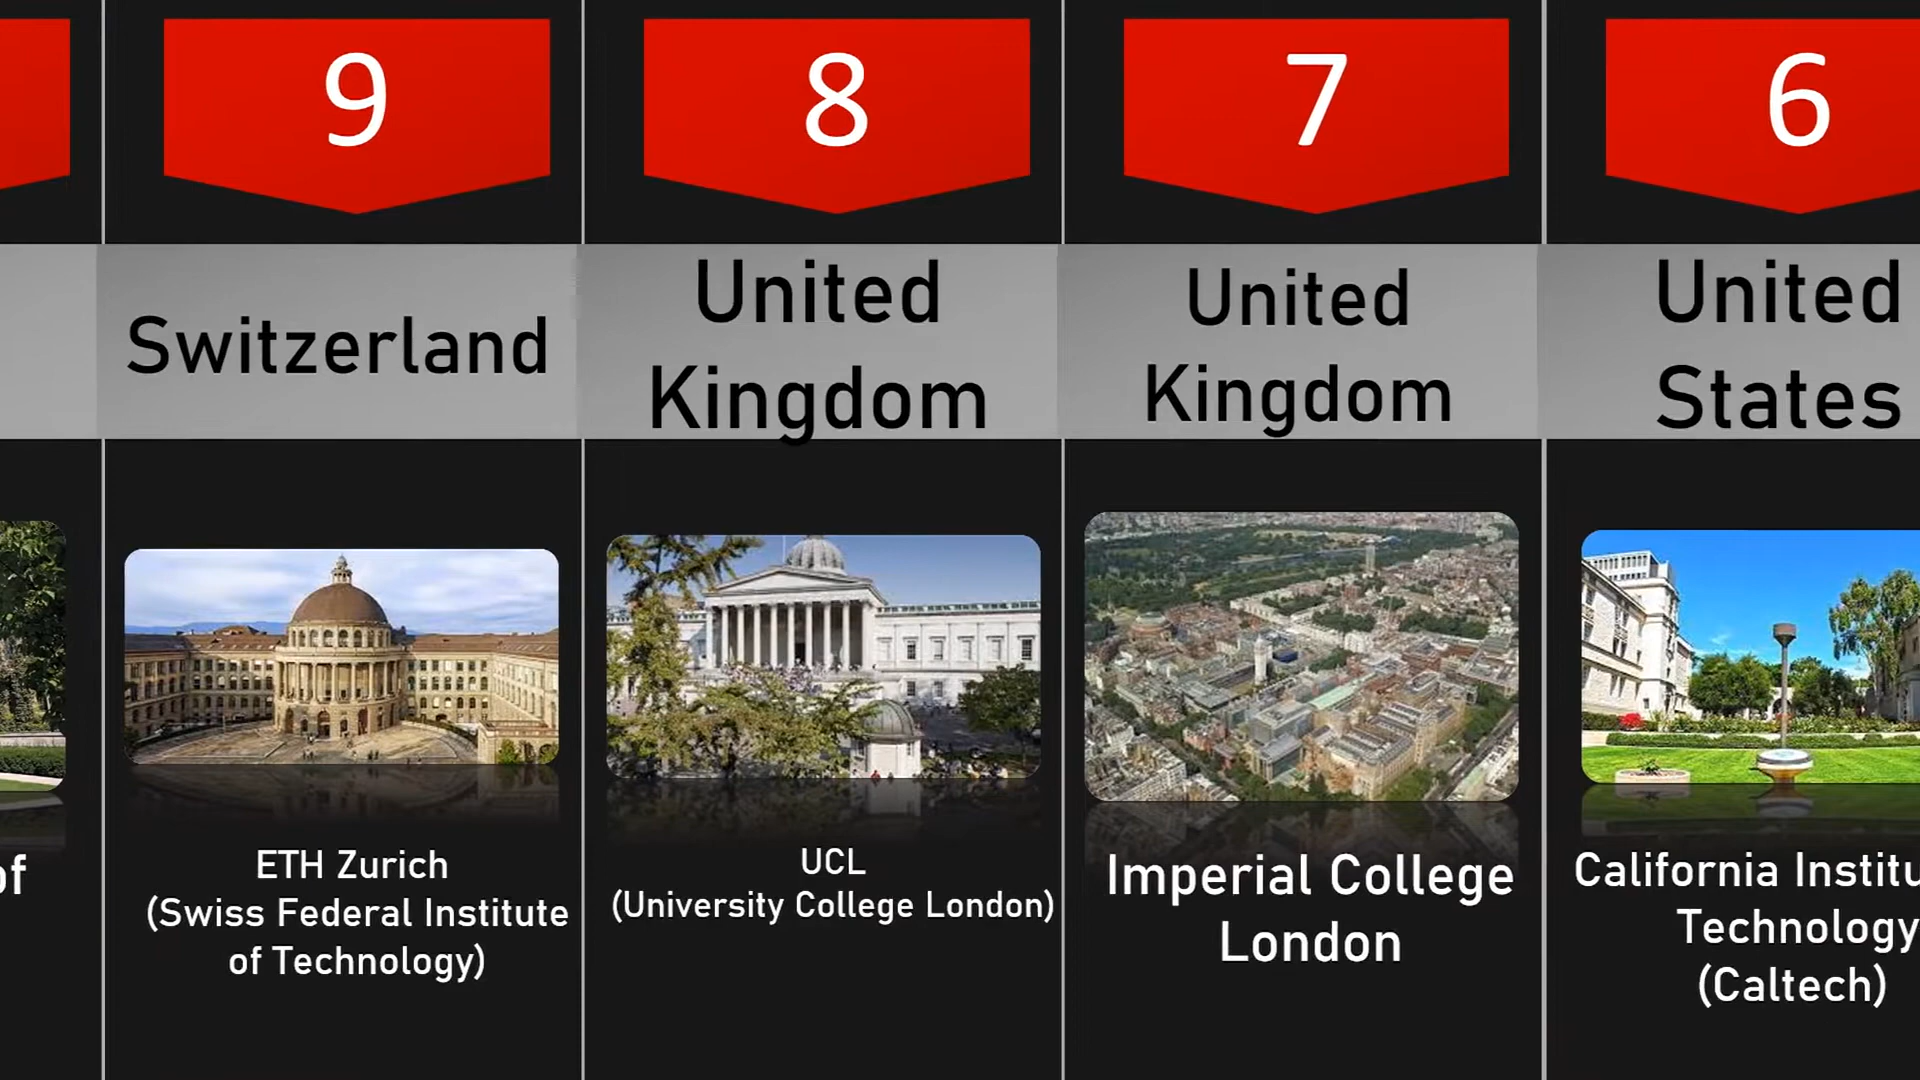 9
Switzerland
ETH Zurich
(Swiss Federal Institute
of Technology)
8
United
Kingdom
UCL
(University College London)
7
United
Kingdom
Imperial College
London
6
United
States
California
Technology
(Caltech)
of